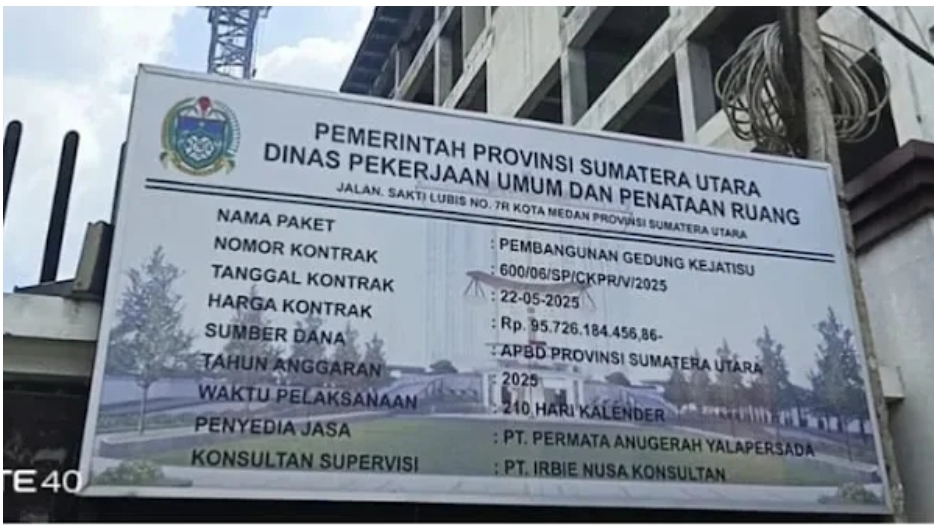 PEMERINTAH PROVINSI SUMATERA UTARA
DINAS PEKERJAAN UMUM DAN PENATAAN RUANG
JALAN. SAKTI LUBIS NO. 7R KOTA MEDAN PROVINSI SUMATERA UTARA
NAMA PAKET : PEMBANGUNAN GEDUNG KEJATISU
NOMOR KONTRAK : 600/06/SP/CKPR/V/2025
TANGGAL KONTRAK : 22-05-2025
HARGA KONTRAK : Rp. 95.726.184.456,86-
SUMBER DANA : APBD PROVINSI SUMATERA UTARA
TAHUN ANGGARAN : 2025
WAKTU PELAKSANAAN : 210 HARI KALENDER
PENYEDIA JASA : PT. PERMATA ANUGERAH YALAPERSADA
KONSULTAN SUPERVISI : PT. IRBIE NUSA KONSULTAN
TE 40